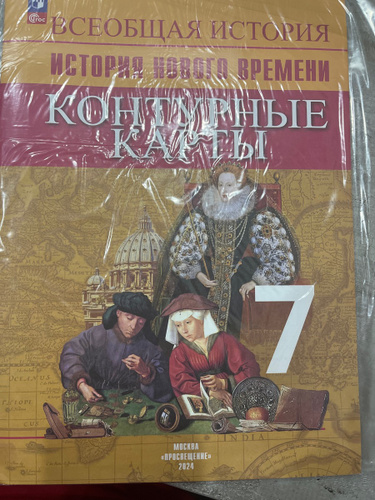 ВСЕОБЩАЯ ИСТОРИЯ
ИСТОРИЯ НОВОГО ВРЕМЕНИ
КОНТУРНЫЕ
КАРТЫ
7
МОСКВА
«ПРОСВЕЩЕНИЕ»
2024